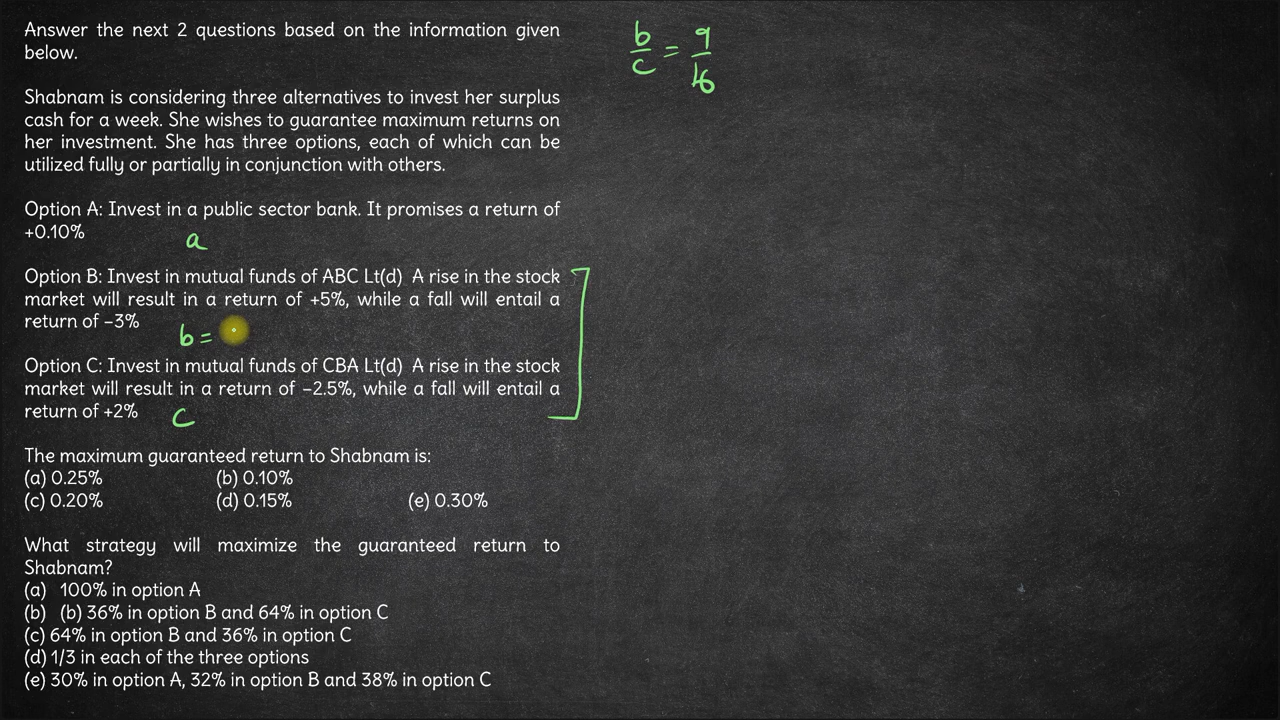 Answer the next 2 questions based on the information given
below.
Shabnam is considering three alternatives to invest her surplus
cash for a week. She wishes to guarantee maximum returns on
her investment. She has three options, each of which can be
utilized fully or partially in conjunction with others.
Option A: Invest in a public sector bank. It promises a return of
+0.10%
a
Option B: Invest in mutual funds of ABC Lt(d) A rise in the stock
market will result in a return of +5%, while a fall will entail a
return of –3%
b =
Option C: Invest in mutual funds of CBA Lt(d) A rise in the stock
market will result in a return of –2.5%, while a fall will entail a
return of +2%
c
The maximum guaranteed return to Shabnam is:
(a) 0.25% (b) 0.10%
(c) 0.20% (d) 0.15% (e) 0.30%
What strategy will maximize the guaranteed return to
Shabnam?
(a) 100% in option A
(b) (b) 36% in option B and 64% in option C
(c) 64% in option B and 36% in option C
(d) 1/3 in each of the three options
(e) 30% in option A, 32% in option B and 38% in option C
b/c = 9/16